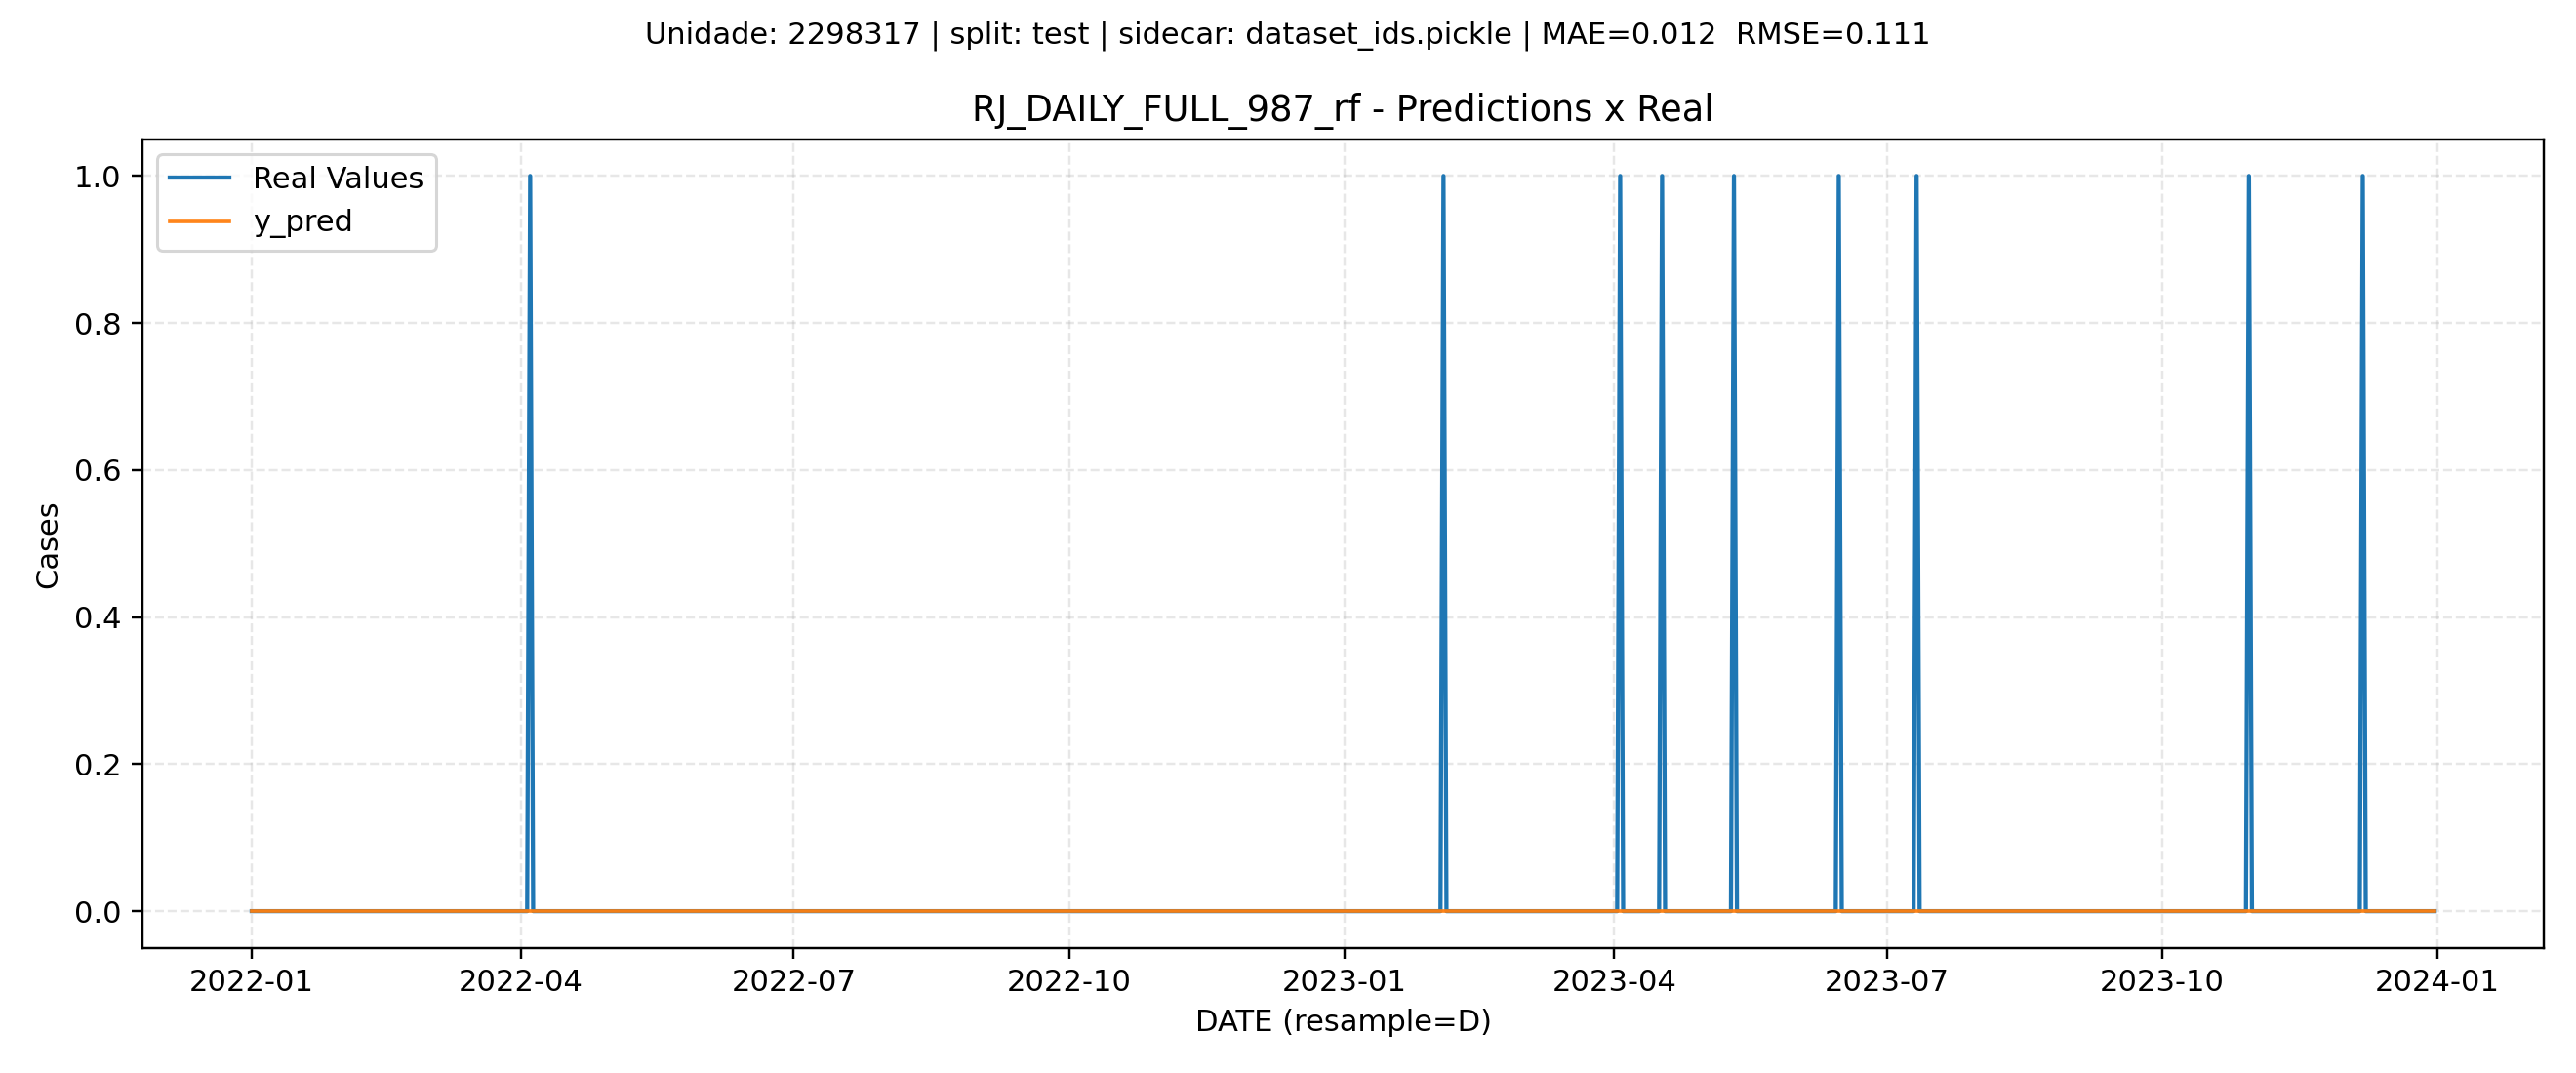 Unidade: 2298317 | split: test | sidecar: dataset_ids.pickle | MAE=0.012  RMSE=0.111
RJ_DAILY_FULL_987_rf - Predictions x Real
Real Values
y_pred
1.0
0.8
0.6
0.4
0.2
0.0
Cases
2022-01 2022-04 2022-07 2022-10 2023-01 2023-04 2023-07 2023-10 2024-01
DATE (resample=D)